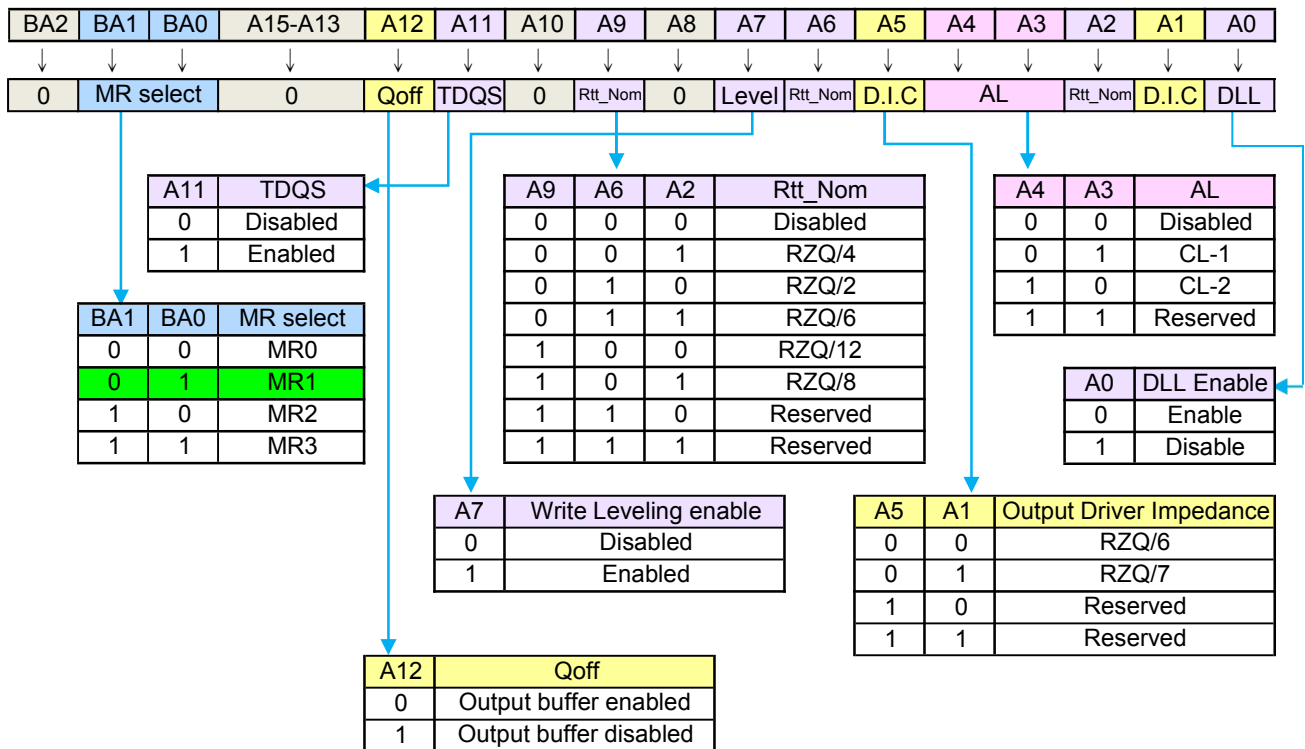 BA2 BA1 BA0 A15-A13 A12 A11 A10 A9 A8 A7 A6 A5 A4 A3 A2 A1 A0
0 MR select 0 Qoff TDQS 0 Rtt_Nom 0 Level Rtt_Nom D.I.C AL Rtt_Nom D.I.C DLL
A11 TDQS
0 Disabled
1 Enabled
BA1 BA0 MR select
0 0 MR0
0 1 MR1
1 0 MR2
1 1 MR3
A9 A6 A2 Rtt_Nom
0 0 0 Disabled
0 0 1 RZQ/4
0 1 0 RZQ/2
0 1 1 RZQ/6
1 0 0 RZQ/12
1 0 1 RZQ/8
1 1 0 Reserved
1 1 1 Reserved
A4 A3 AL
0 0 Disabled
0 1 CL-1
1 0 CL-2
1 1 Reserved
A0 DLL Enable
0 Enable
1 Disable
A7 Write Leveling enable
0 Disabled
1 Enabled
A5 A1 Output Driver Impedance
0 0 RZQ/6
0 1 RZQ/7
1 0 Reserved
1 1 Reserved
A12 Qoff
0 Output buffer enabled
1 Output buffer disabled